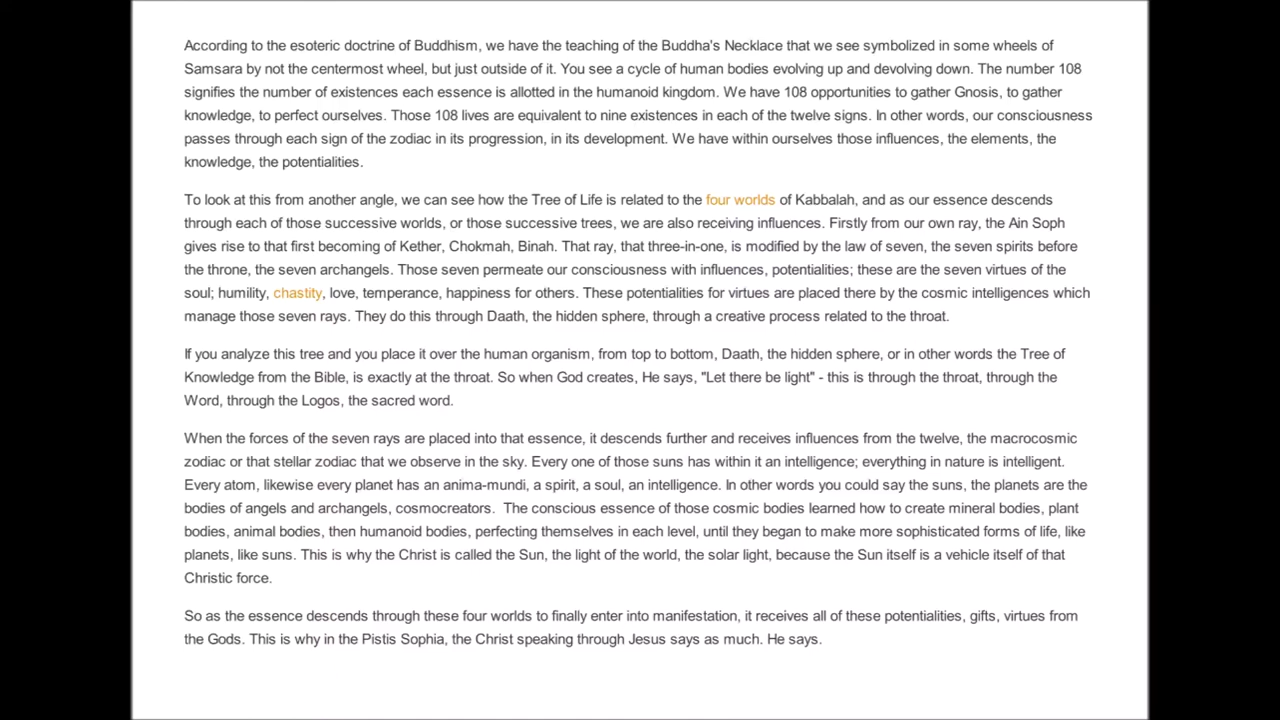 According to the esoteric doctrine of Buddhism, we have the teaching of the Buddha's Necklace that we see symbolized in some wheels of
Samsara by not the centermost wheel, but just outside of it. You see a cycle of human bodies evolving up and devolving down. The number 108
signifies the number of existences each essence is allotted in the humanoid kingdom. We have 108 opportunities to gather Gnosis, to gather
knowledge, to perfect ourselves. Those 108 lives are equivalent to nine existences in each of the twelve signs. In other words, our consciousness
passes through each sign of the zodiac in its progression, in its development. We have within ourselves those influences, the elements, the
knowledge, the potentialities.
To look at this from another angle, we can see how the Tree of Life is related to the four worlds of Kabbalah, and as our essence descends
through each of those successive worlds, or those successive trees, we are also receiving influences. Firstly from our own ray, the Ain Soph
gives rise to that first becoming of Kether, Chokmah, Binah. That ray, that three-in-one, is modified by the law of seven, the seven spirits before
the throne, the seven archangels. Those seven permeate our consciousness with influences, potentialities; these are the seven virtues of the
soul; humility, chastity, love, temperance, happiness for others. These potentialities for virtues are placed there by the cosmic intelligences which
manage those seven rays. They do this through Daath, the hidden sphere, through a creative process related to the throat.
If you analyze this tree and you place it over the human organism, from top to bottom, Daath, the hidden sphere, or in other words the Tree of
Knowledge from the Bible, is exactly at the throat. So when God creates, He says, "Let there be light" - this is through the throat, through the
Word, through the Logos, the sacred word.
When the forces of the seven rays are placed into that essence, it descends further and receives influences from the twelve, the macrocosmic
zodiac or that stellar zodiac that we observe in the sky. Every one of those suns has within it an intelligence; everything in nature is intelligent.
Every atom, likewise every planet has an anima-mundi, a spirit, a soul, an intelligence. In other words you could say the suns, the planets are the
bodies of angels and archangels, cosmocreators.  The conscious essence of those cosmic bodies learned how to create mineral bodies, plant
bodies, animal bodies, then humanoid bodies, perfecting themselves in each level, until they began to make more sophisticated forms of life, like
planets, like suns. This is why the Christ is called the Sun, the light of the world, the solar light, because the Sun itself is a vehicle itself of that
Christic force.
So as the essence descends through these four worlds to finally enter into manifestation, it receives all of these potentialities, gifts, virtues from
the Gods. This is why in the Pistis Sophia, the Christ speaking through Jesus says as much. He says.